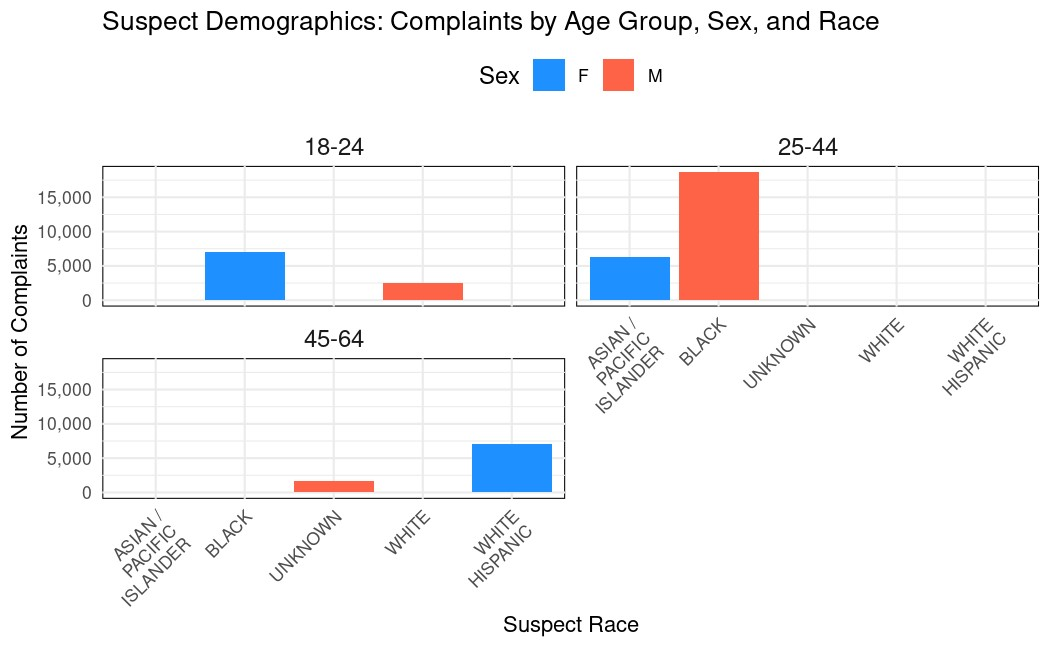 Suspect Demographics: Complaints by Age Group, Sex, and Race
Sex F M
18-24
25-44
15,000
10,000
5,000
0
ASIAN /
PACIFIC
ISLANDER
BLACK
UNKNOWN
WHITE
WHITE
HISPANIC
45-64
15,000
10,000
5,000
0
ASIAN /
PACIFIC
ISLANDER
BLACK
UNKNOWN
WHITE
WHITE
HISPANIC
Number of Complaints
Suspect Race